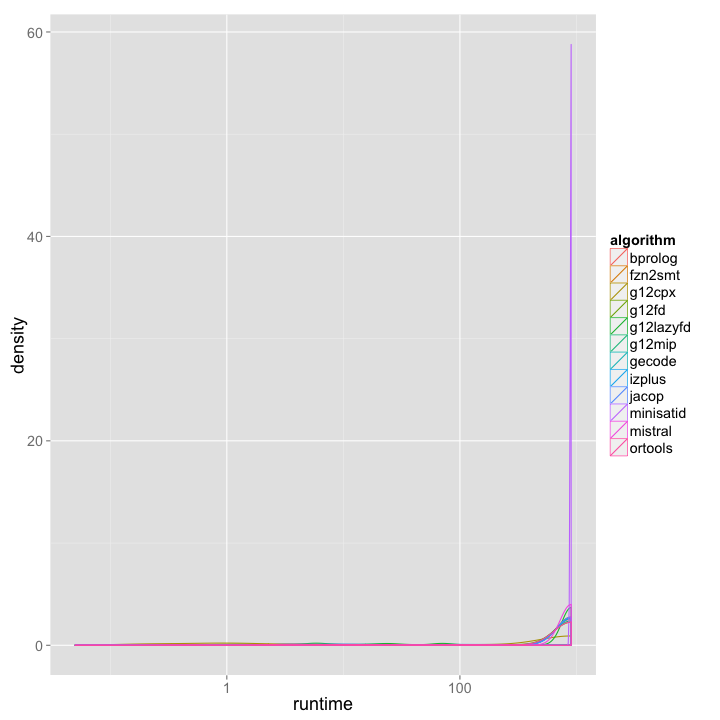 60
40
20
0
density
1
100
runtime
algorithm
bprolog
fzn2smt
g12cpx
g12fd
g12lazyfd
g12mip
gecode
izplus
jacop
minisatid
mistral
ortools